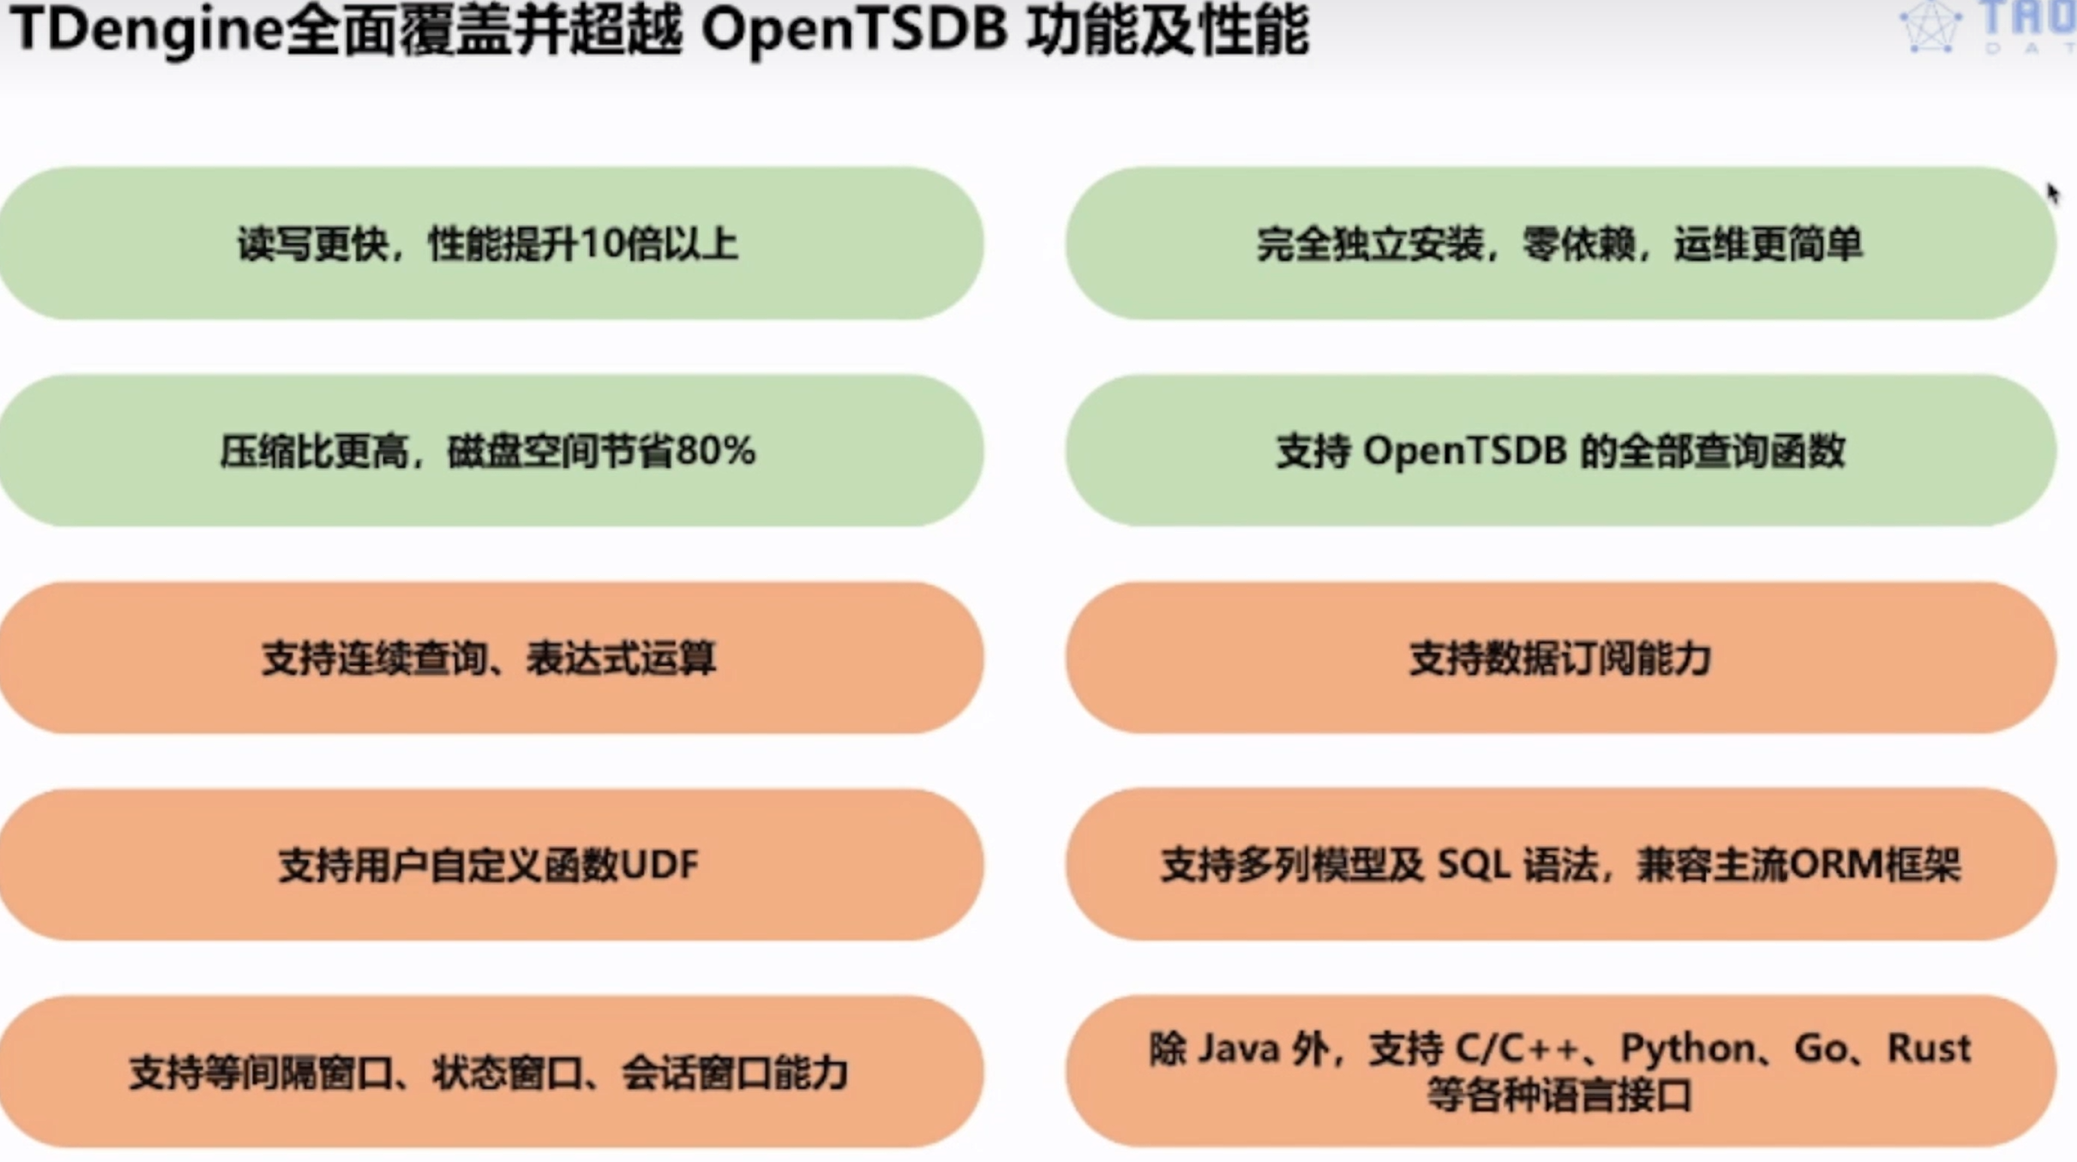 TDengine全面覆盖并超越 OpenTSDB 功能及性能
TAO
DAT
读写更快，性能提升10倍以上
完全独立安装，零依赖，运维更简单
压缩比更高，磁盘空间节省80%
支持 OpenTSDB 的全部查询函数
支持连续查询、表达式运算
支持数据订阅能力
支持用户自定义函数UDF
支持多列模型及 SQL 语法，兼容主流ORM框架
支持等间隔窗口、状态窗口、会话窗口能力
除 Java 外，支持 C/C++、Python、Go、Rust
等各种语言接口